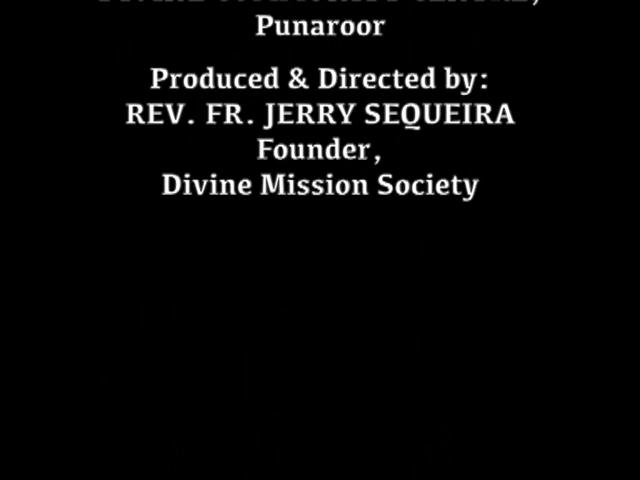 Punaroor
Produced & Directed by:
REV. FR. JERRY SEQUEIRA
Founder,
Divine Mission Society